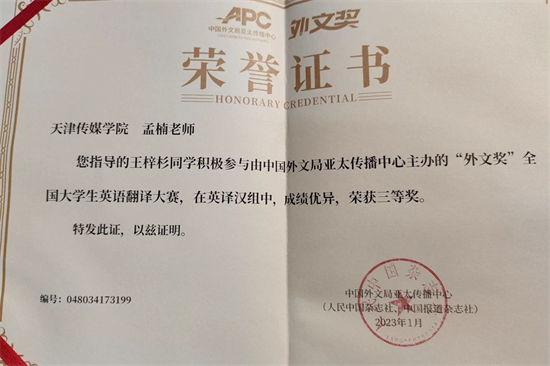 APC 外文奖
中国外文局亚太传播中心
荣誉证书
HONORARY CREDENTIAL
天津传媒学院 孟楠老师
您指导的王梓杉同学积极参与由中国外文局亚太传播中心主办的“外文奖”全
国大学生英语翻译大赛，在英译汉组中，成绩优异，荣获三等奖。
特发此证，以兹证明。
编号：048034173199
中国外文局亚太传播中心
（人民中国杂志社、中国报道杂志社）
2023年1月